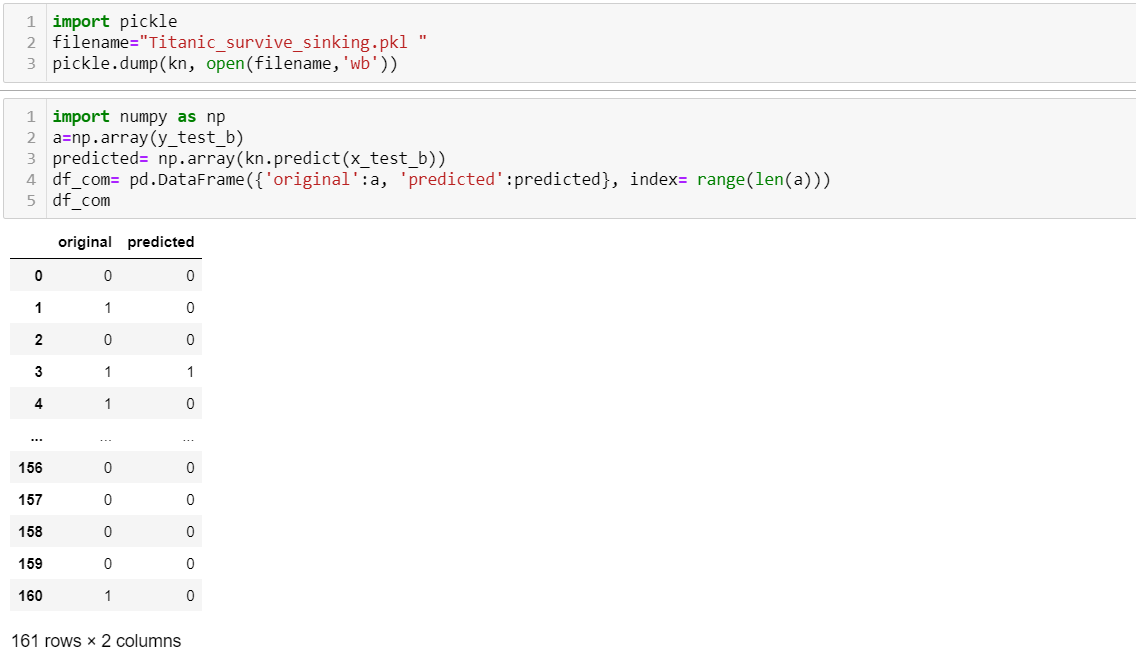 1 import pickle
2 filename="Titanic_survive_sinking.pkl "
3 pickle.dump(kn, open(filename,'wb'))
1 import numpy as np
2 a=np.array(y_test_b)
3 predicted= np.array(kn.predict(x_test_b))
4 df_com= pd.DataFrame({'original':a, 'predicted':predicted}, index= range(len(a)))
5 df_com
original predicted
0 0 0
1 1 0
2 0 0
3 1 1
4 1 0
... ... ...
156 0 0
157 0 0
158 0 0
159 0 0
160 1 0
161 rows × 2 columns